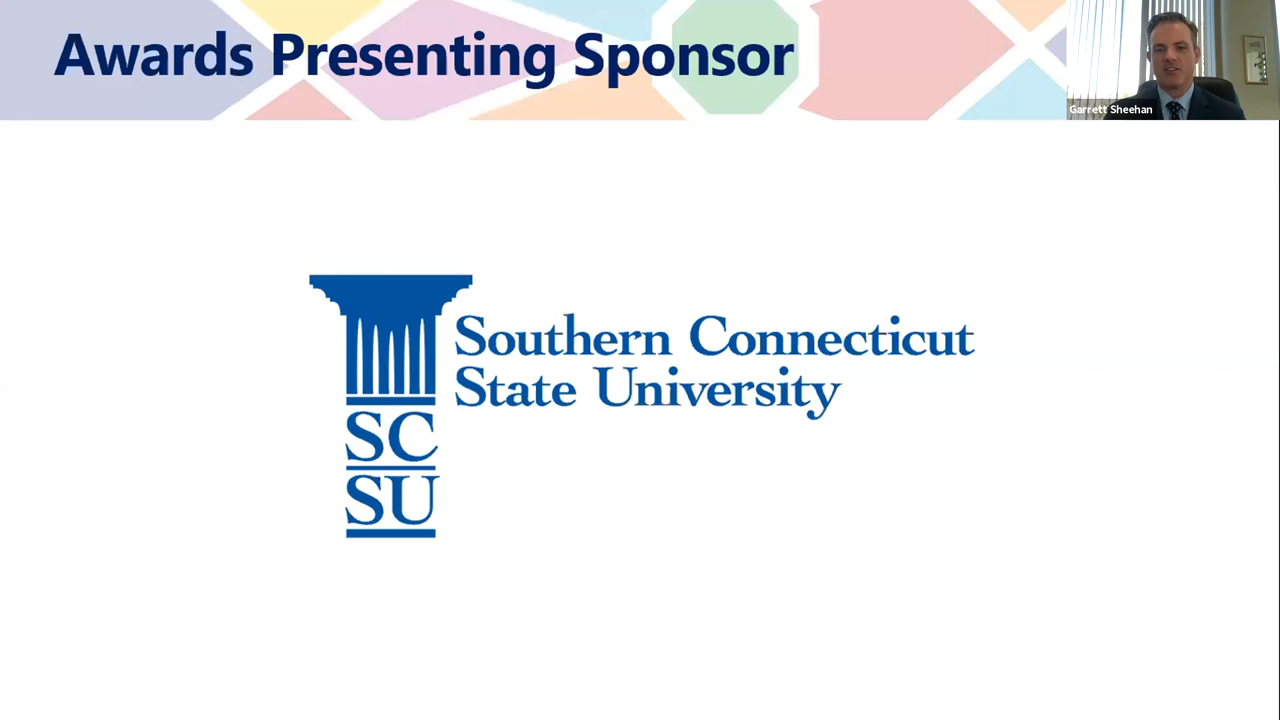 Awards Presenting Sponsor
Garrett Sheehan
Southern Connecticut
State University
SC
SU